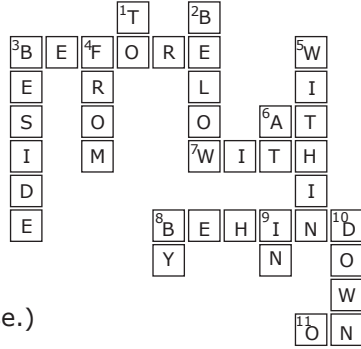 1T 2B
3B E 4F O R E 5W
E R L I
S O O 6A T
I M 7W I T H
D I
E 8B E H 9I N 10D
Y N O
W
e.) 11O N